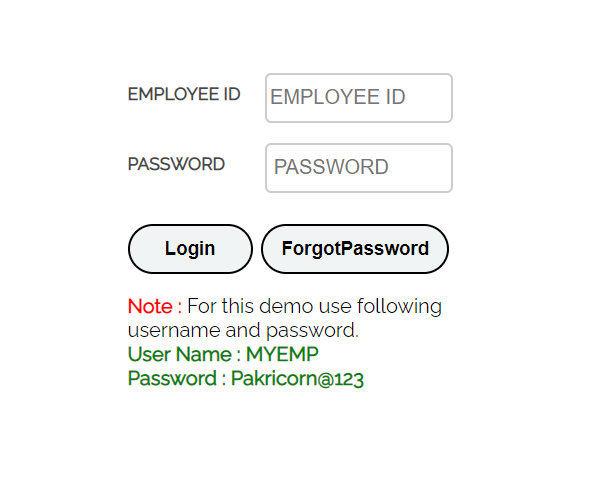 EMPLOYEE ID EMPLOYEE ID
PASSWORD PASSWORD
Login ForgotPassword
Note : For this demo use following
username and password.
User Name : MYEMP
Password : Pakricorn@123